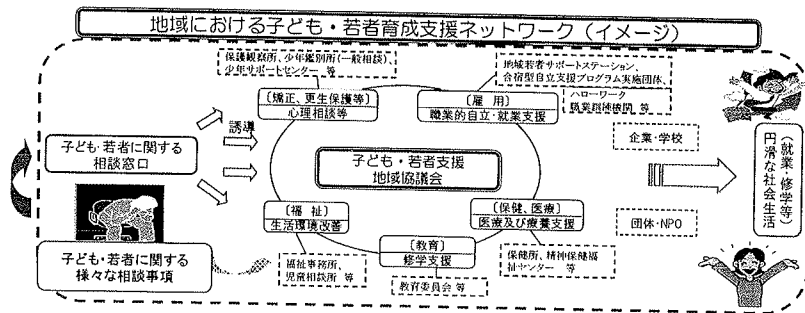 地域における子ども・若者育成支援ネットワーク（イメージ）
保護観察所、少年鑑別所(一般相談)、
少年サポートセンター 等
地域若者サポートステーション、
合宿型自立支援プログラム実施団体、
ハローワーク
職業訓練機関 等
〔矯正、更生保護等〕
心理相談等
〔雇 用〕
職業的自立・就業支援
誘導
子ども・若者に関する
相談窓口
子ども・若者支援
地域協議会
企業・学校
団体・NPO
円滑な社会生活
（就業・修学等）
〔福 祉〕
生活環境改善
〔保健、医療〕
医療及び療養支援
〔教育〕
修学支援
子ども・若者に関する
様々な相談事項
福祉事務所、
児童相談所 等
教育委員会 等
保健所、精神保健福
祉センター 等